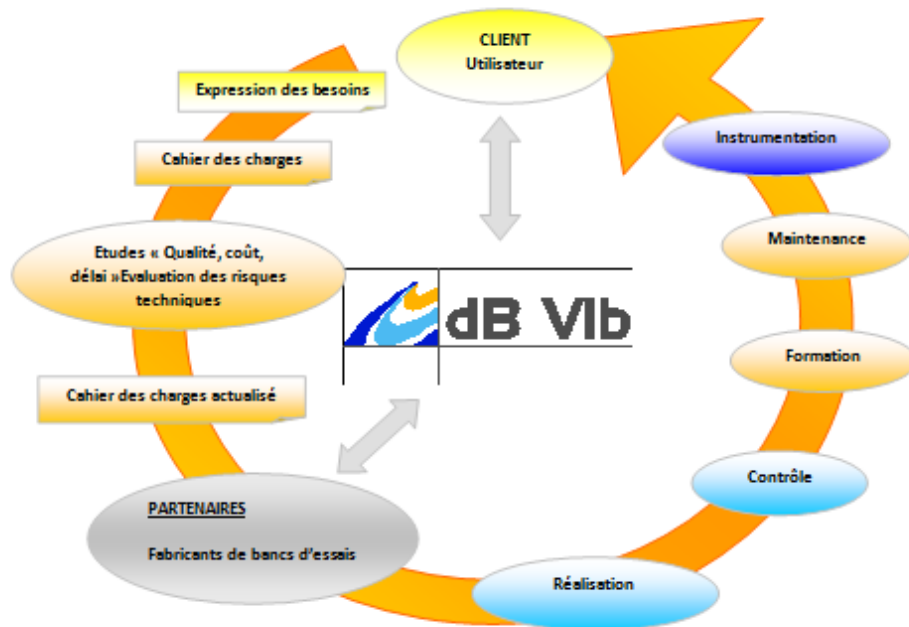 CLIENT
Utilisateur
Expression des besoins
Cahier des charges
Etudes « Qualité, coût,
délai »Evaluation des risques
techniques
Cahier des charges actualisé
PARTENAIRES
Fabricants de bancs d'essais
Réalisation
Contrôle
Formation
Maintenance
Instrumentation
dB VIb